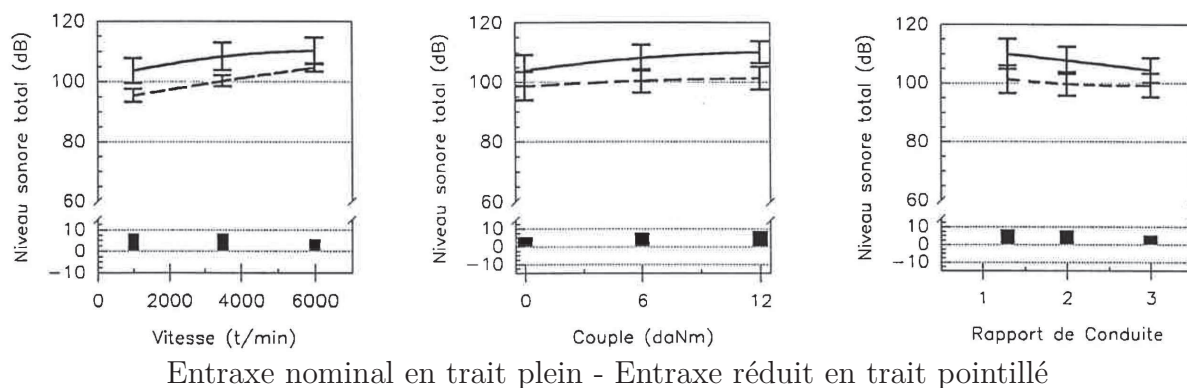 Niveau sonore total (dB)
120
100
80
60
10
0
−10
0 2000 4000 6000
Vitesse (t/min)
Niveau sonore total (dB)
120
100
80
60
10
0
−10
0 6 12
Couple (daNm)
Niveau sonore total (dB)
120
100
80
60
10
0
−10
1 2 3
Rapport de Conduite
Entraxe nominal en trait plein - Entraxe réduit en trait pointillé